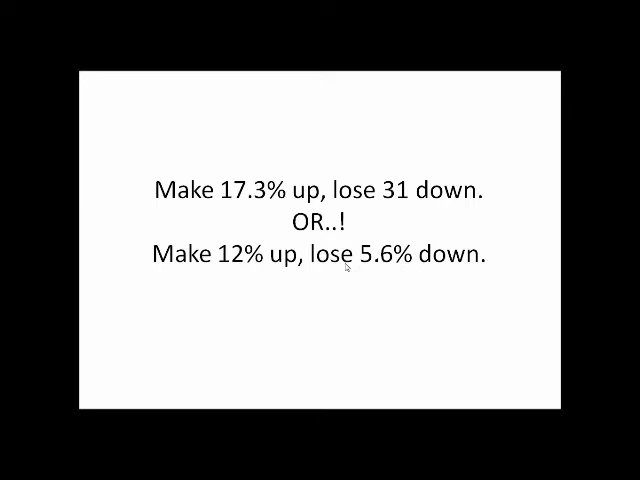 Make 17.3% up, lose 31 down.
OR..!
Make 12% up, lose 5.6% down.